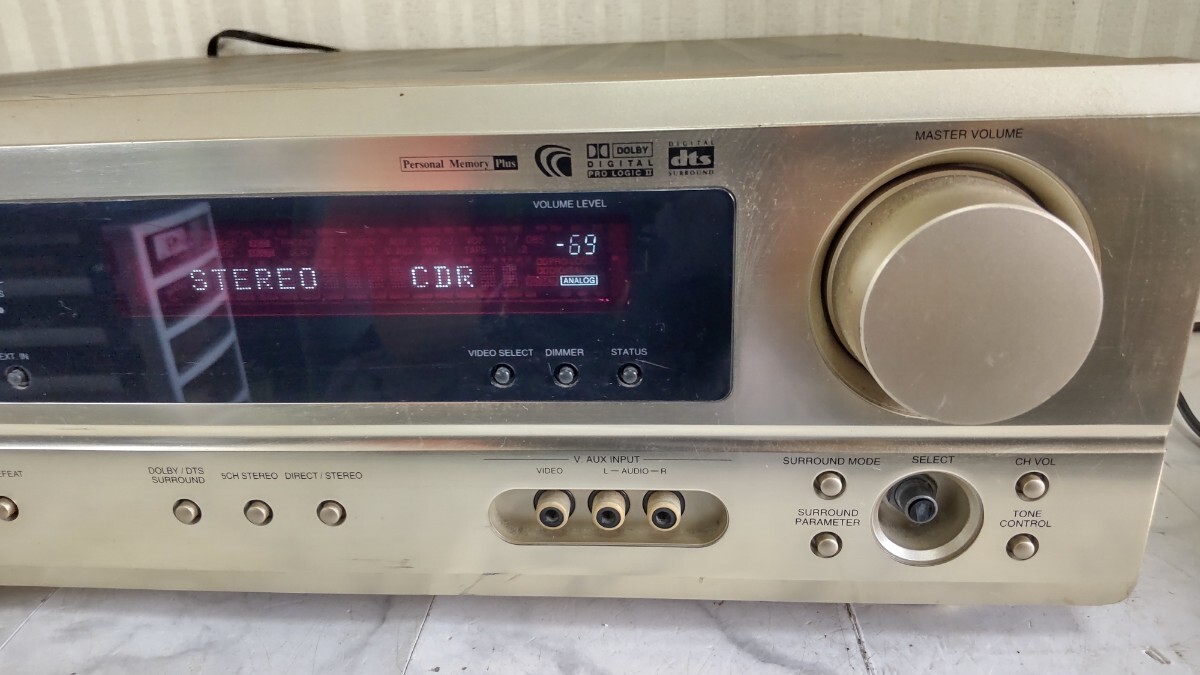 MASTER VOLUME
Personal Memory Plus
DOLBY
DIGITAL
PRO LOGIC II
DIGITAL
dts
SURROUND
VOLUME LEVEL
-69
STEREO CDR
ANALOG
EXT. IN
VIDEO SELECT DIMMER STATUS
V. AUX INPUT
VIDEO L — AUDIO — R
DOLBY / DTS
SURROUND
5CH STEREO
DIRECT / STEREO
SURROUND MODE
SELECT
CH VOL
SURROUND
PARAMETER
TONE
CONTROL